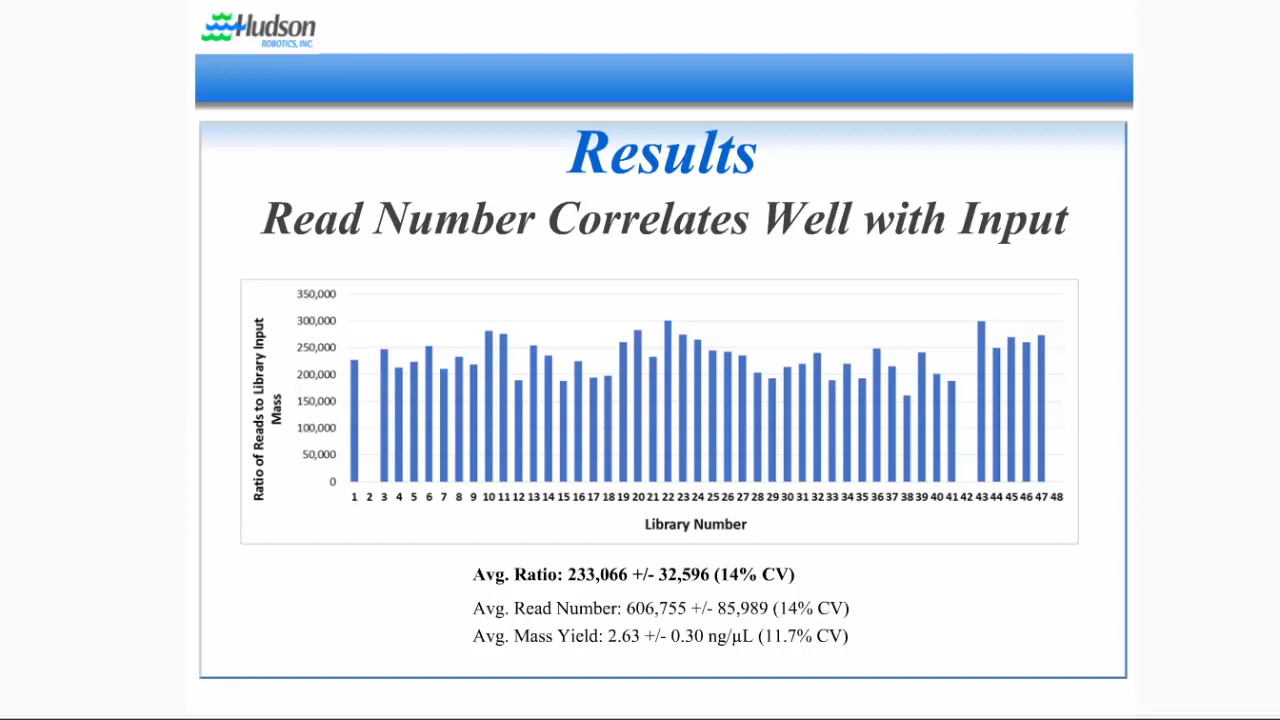 Hudson
ROBOTICS, INC.
Results
Read Number Correlates Well with Input
Ratio of Reads to Library Input
Mass
350,000
300,000
250,000
200,000
150,000
100,000
50,000
0
1 2 3 4 5 6 7 8 9 10 11 12 13 14 15 16 17 18 19 20 21 22 23 24 25 26 27 28 29 30 31 32 33 34 35 36 37 38 39 40 41 42 43 44 45 46 47 48
Library Number
Avg. Ratio: 233,066 +/- 32,596 (14% CV)
Avg. Read Number: 606,755 +/- 85,989 (14% CV)
Avg. Mass Yield: 2.63 +/- 0.30 ng/µL (11.7% CV)